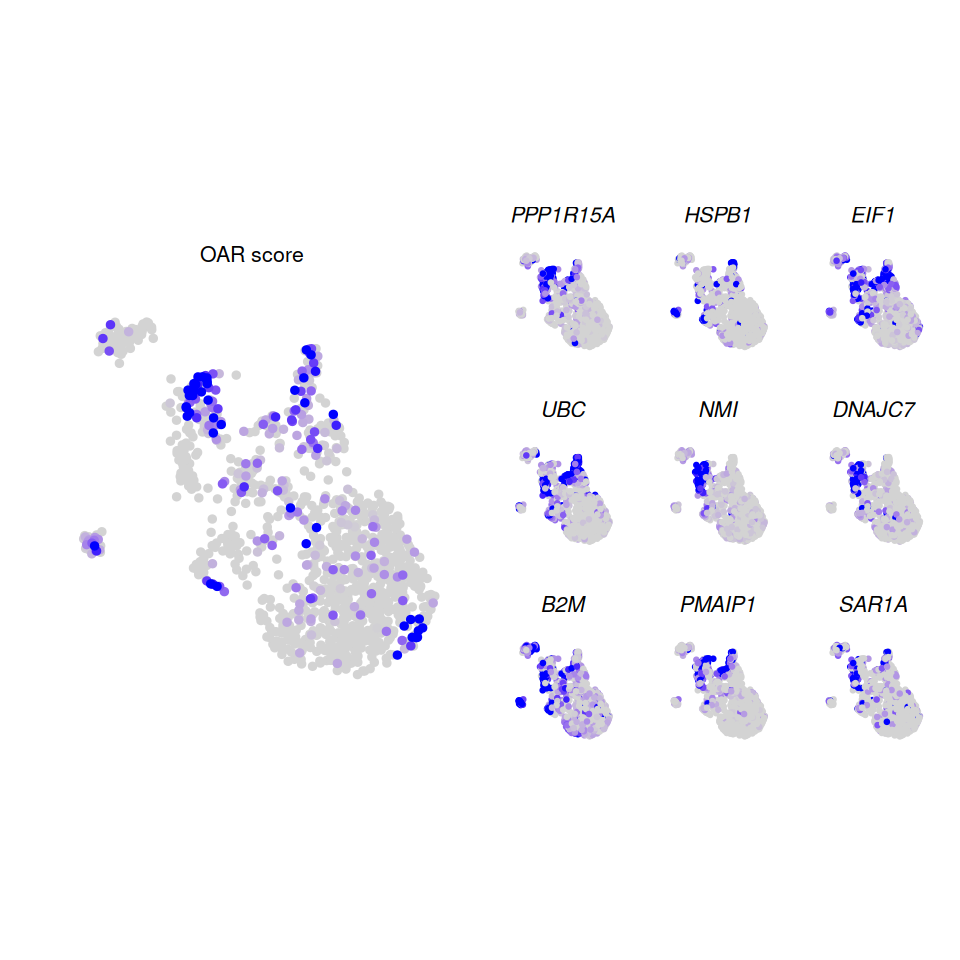 OAR score
PPP1R15A HSPB1 EIF1
UBC NMI DNAJC7
B2M PMAIP1 SAR1A